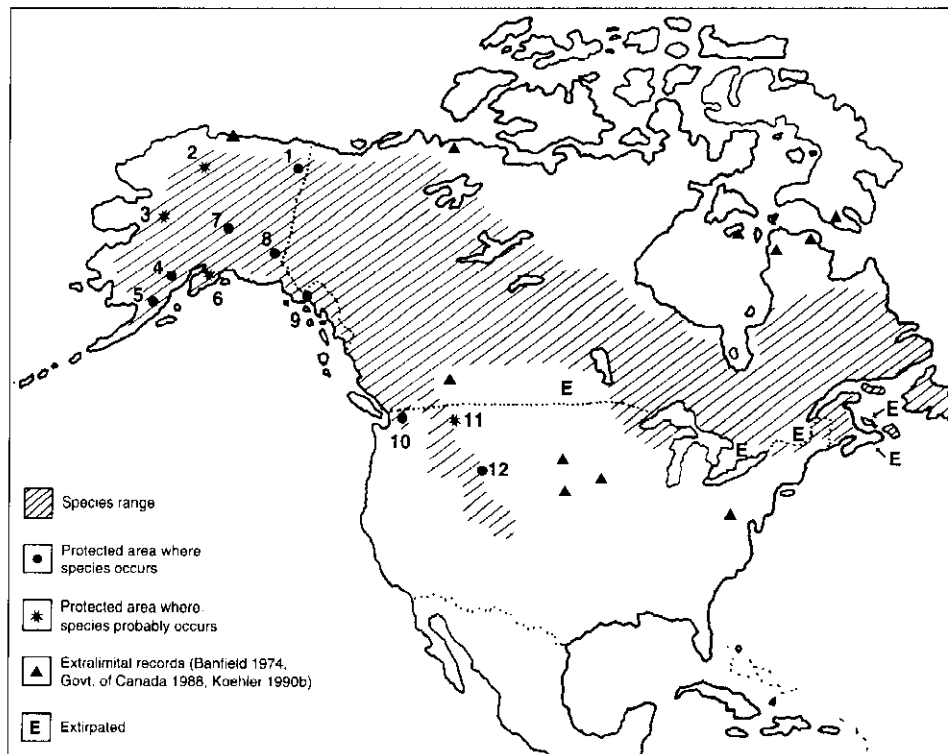 1
2
3
7
8
4
5
6
9
E
10
11
E
E
E
E
12
Species range
Protected area where
species occurs
Protected area where
species probably occurs
Extralimital records (Banfield 1974,
Govt. of Canada 1988, Koehler 1990b)
E Extirpated